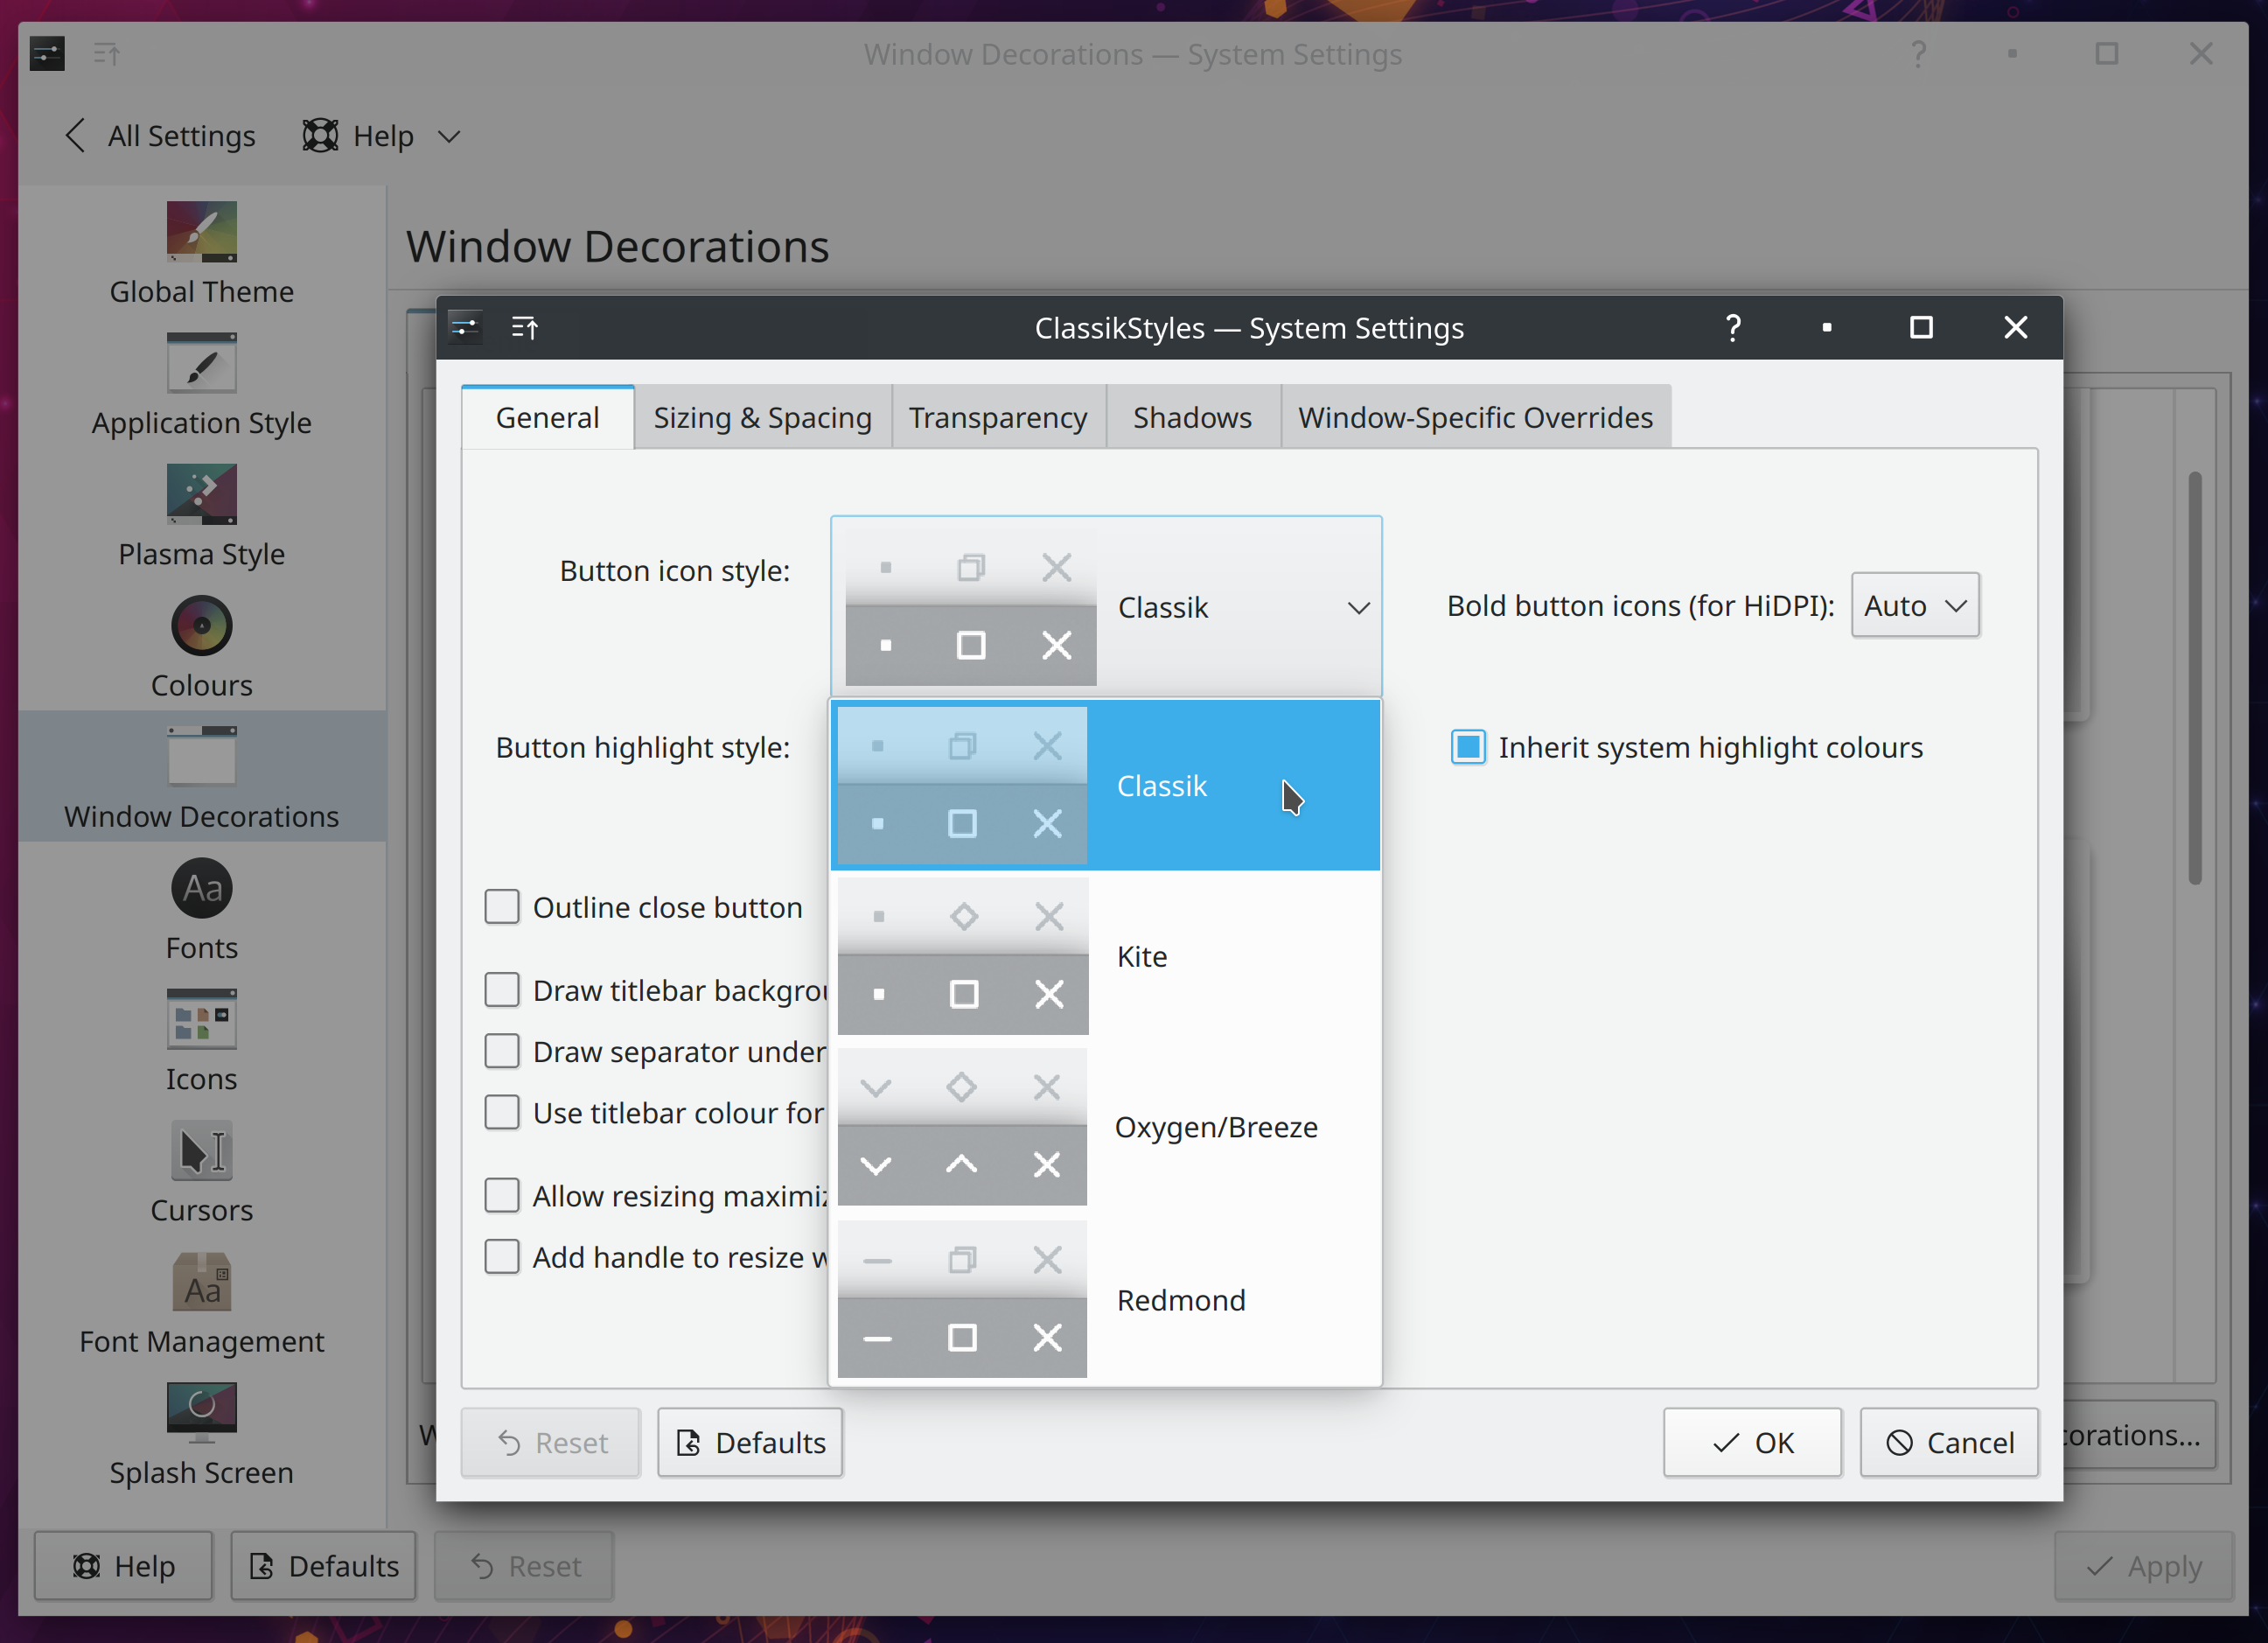 Window Decorations — System Settings
All Settings
Help
Global Theme
Application Style
Plasma Style
Colours
Window Decorations
Fonts
Icons
Cursors
Font Management
Splash Screen
Window Decorations
ClassikStyles — System Settings
General
Sizing & Spacing
Transparency
Shadows
Window-Specific Overrides
Button icon style:
Classik
Bold button icons (for HiDPI):
Auto
Button highlight style:
Inherit system highlight colours
Classik
Kite
Oxygen/Breeze
Redmond
Outline close button
Draw titlebar
Draw separator under
Use titlebar colour for
Allow resizing
Add handle to resize
Reset
Defaults
OK
Cancel
Help
Defaults
Reset
Apply
Aa
Aa